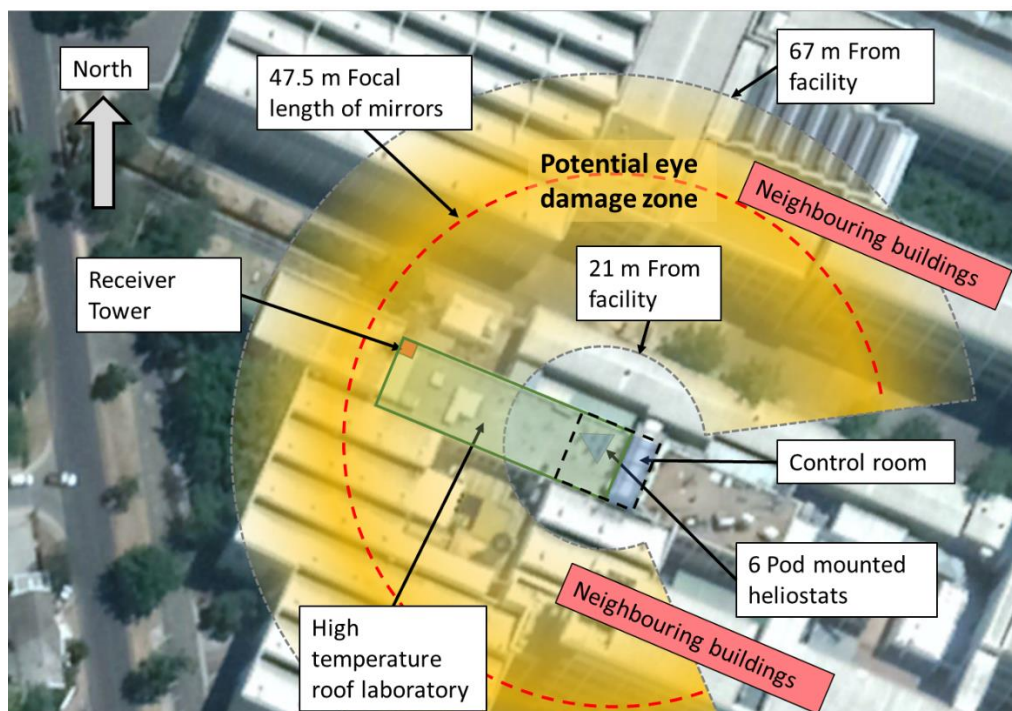 North
47.5 m Focal
length of mirrors
67 m From
facility
Potential eye
damage zone
Neighbouring buildings
Receiver
Tower
21 m From
facility
Control room
6 Pod mounted
heliostats
High
temperature
roof laboratory
Neighbouring buildings